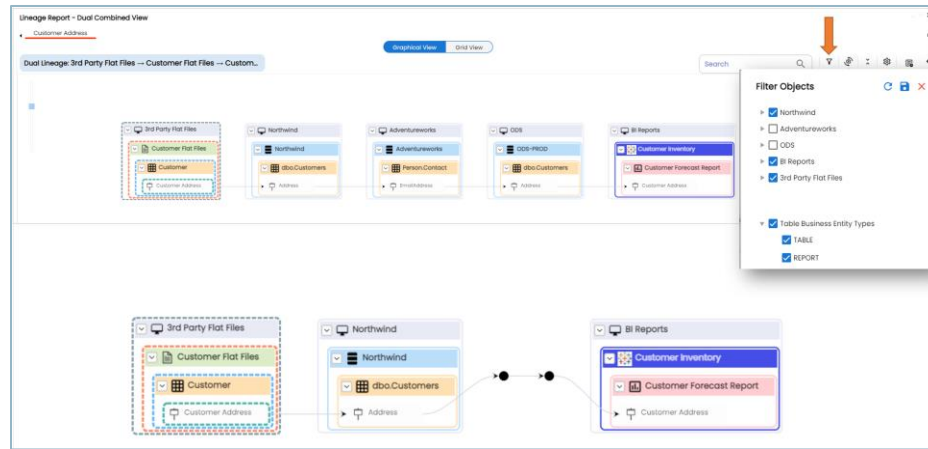 Lineage Report - Dual Combined View
Customer Address
Graphical View Grid View
Dual Lineage: 3rd Party Flat Files → Customer Flat Files → Custom...
Search
Filter Objects
Northwind
Adventureworks
ODS
BI Reports
3rd Party Flat Files
Table Business Entity Types
TABLE
REPORT
3rd Party Flat Files
Customer Flat Files
Customer
Customer Address
Northwind
Northwind
dbo.Customers
Address
Adventureworks
Adventureworks
Person.Contact
EmailAddress
ODS
ODS-PROD
dbo.Customers
Address
BI Reports
Customer Inventory
Customer Forecast Report
Customer Address
3rd Party Flat Files
Customer Flat Files
Customer
Customer Address
Northwind
Northwind
dbo.Customers
Address
BI Reports
Customer Inventory
Customer Forecast Report
Customer Address